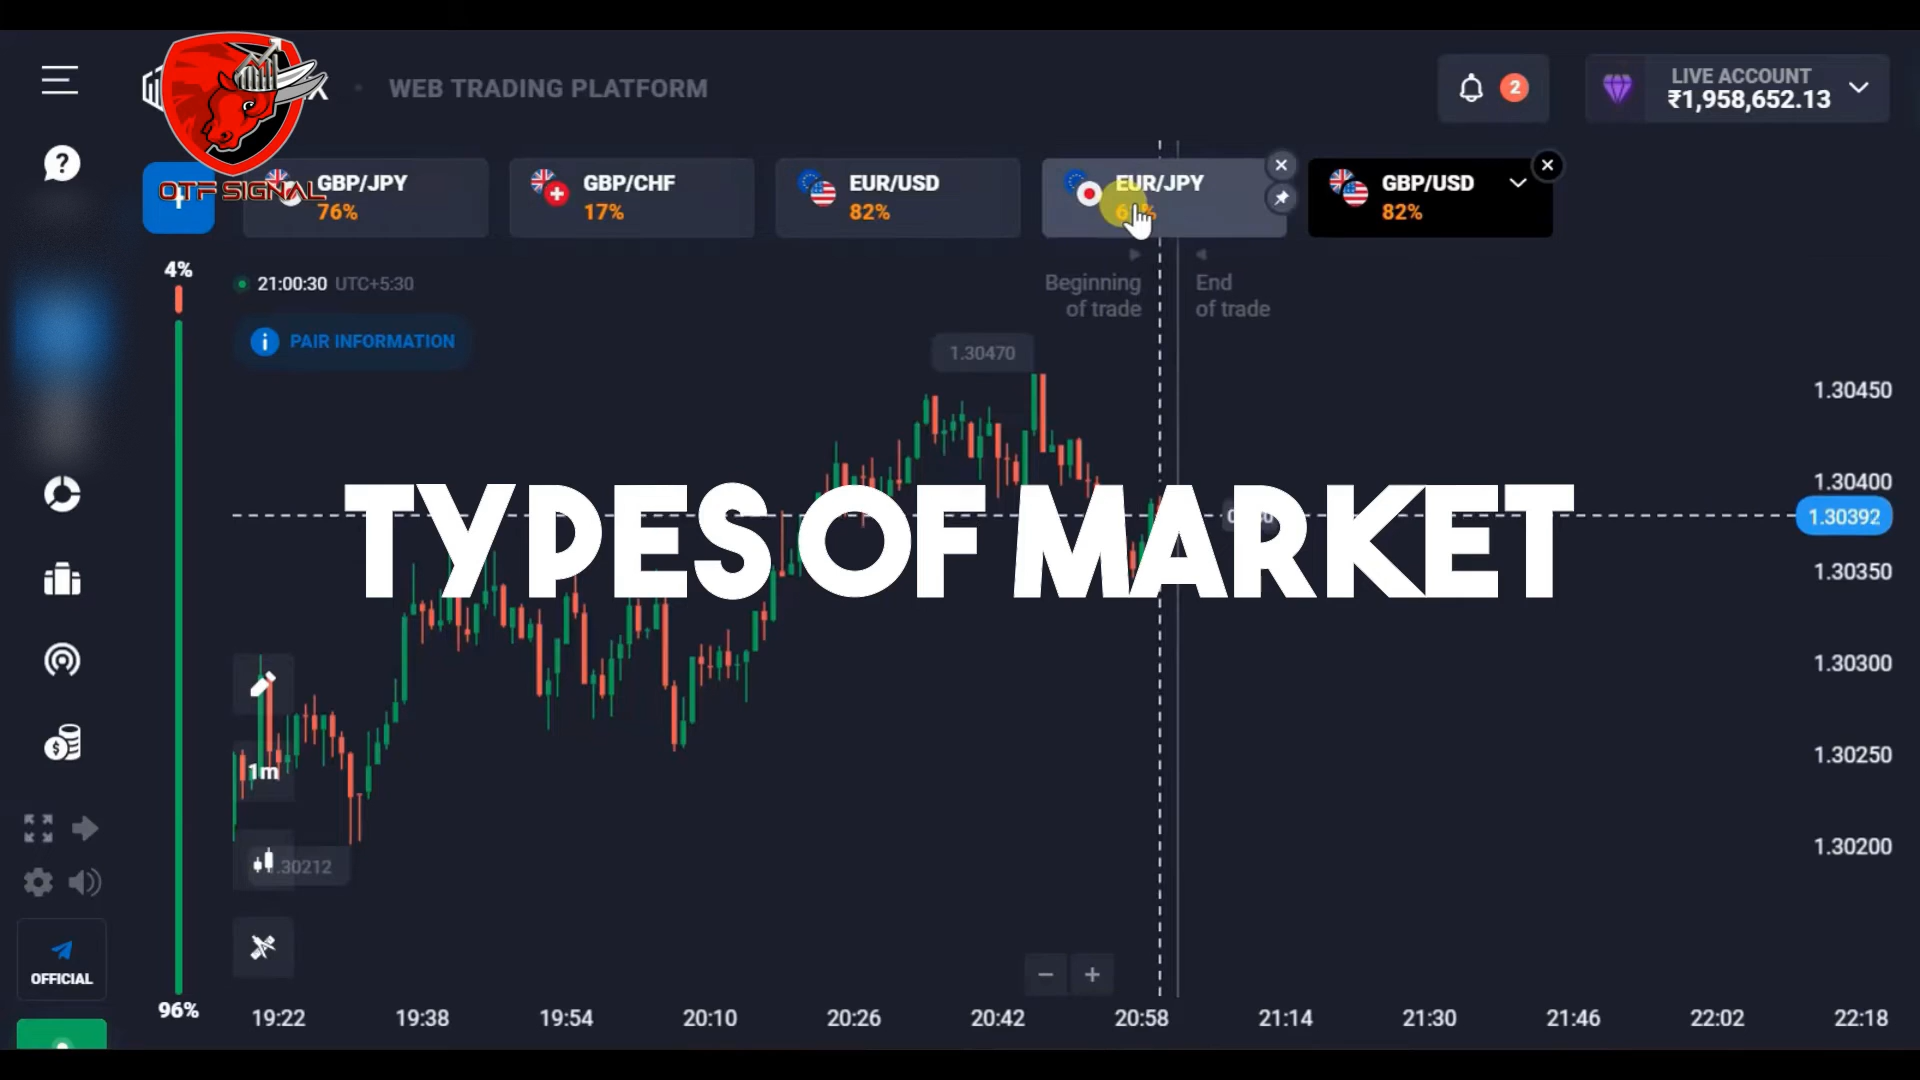 WEB TRADING PLATFORM
2
LIVE ACCOUNT
₹1,958,652.13
OTF SIGNAL
GBP/JPY
76%
GBP/CHF
17%
EUR/USD
82%
EUR/JPY
GBP/USD
82%
4%
21:00:30 UTC+5:30
Beginning
of trade
End
of trade
PAIR INFORMATION
1.30470
1.30450
1.30400
1.30392
TYPES OF MARKET
1.30350
1.30300
1.30250
1m
1.30200
1.30212
OFFICIAL
96%
19:22
19:38
19:54
20:10
20:26
20:42
20:58
21:14
21:30
21:46
22:02
22:18